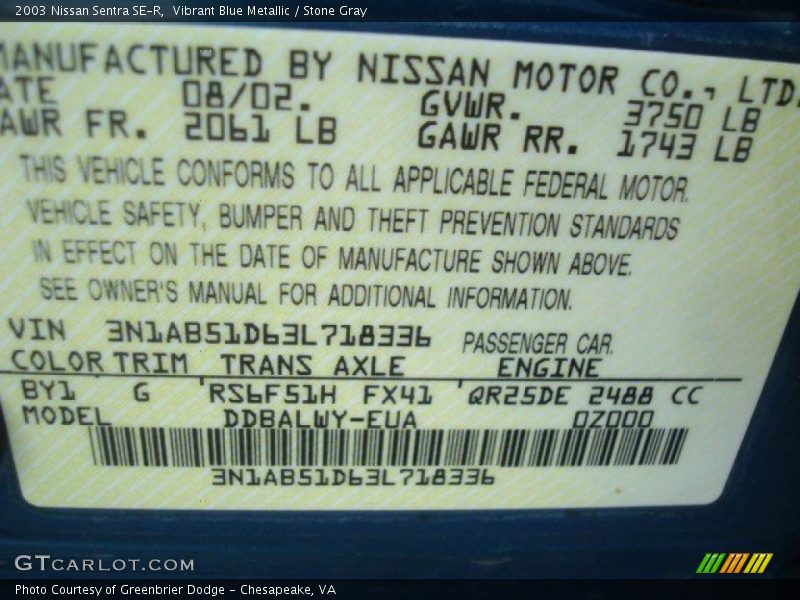 2003 Nissan Sentra SE-R, Vibrant Blue Metallic / Stone Gray
MANUFACTURED BY NISSAN MOTOR CO., LTD.
ATE 08/02. GVWR. 3750 LB
AWR FR. 2061 LB GAWR RR. 1743 LB
THIS VEHICLE CONFORMS TO ALL APPLICABLE FEDERAL MOTOR.
VEHICLE SAFETY, BUMPER AND THEFT PREVENTION STANDARDS
IN EFFECT ON THE DATE OF MANUFACTURE SHOWN ABOVE.
SEE OWNER'S MANUAL FOR ADDITIONAL INFORMATION.
VIN 3N1AB51D63L718336 PASSENGER CAR.
COLOR TRIM TRANS AXLE ENGINE
BY1 G RS6F51H FX41 QR25DE 2488 CC
MODEL DDBALWY-EUA 0Z000
3N1AB51D63L718336
GTCARLOT.COM
Photo Courtesy of Greenbrier Dodge - Chesapeake, VA